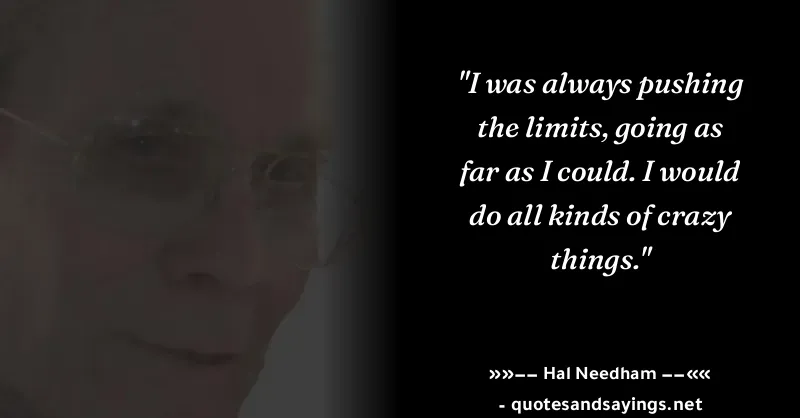 "I was always pushing
the limits, going as
far as I could. I would
do all kinds of crazy
things."
»»−− Hal Needham −−««
- quotesandsayings.net